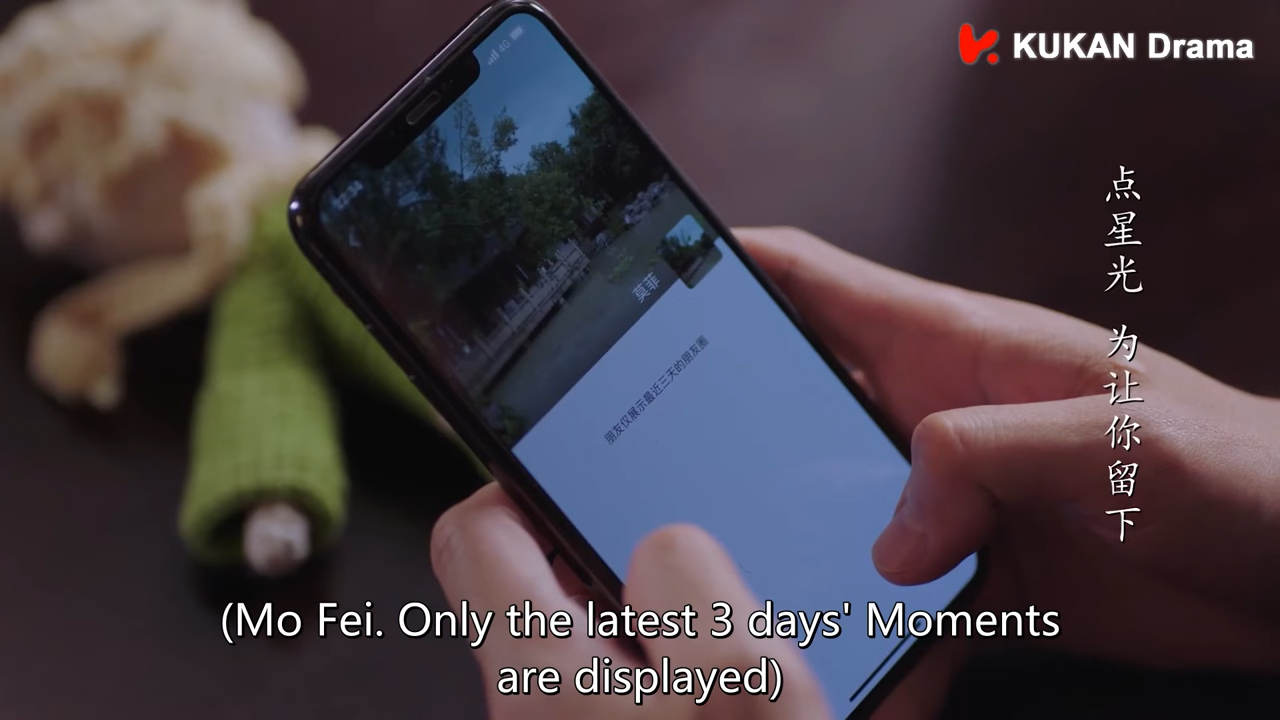 KUKAN Drama
4G
点星光 为让你留下
莫菲
朋友仅展示最近三天的朋友圈
(Mo Fei. Only the latest 3 days' Moments
are displayed)